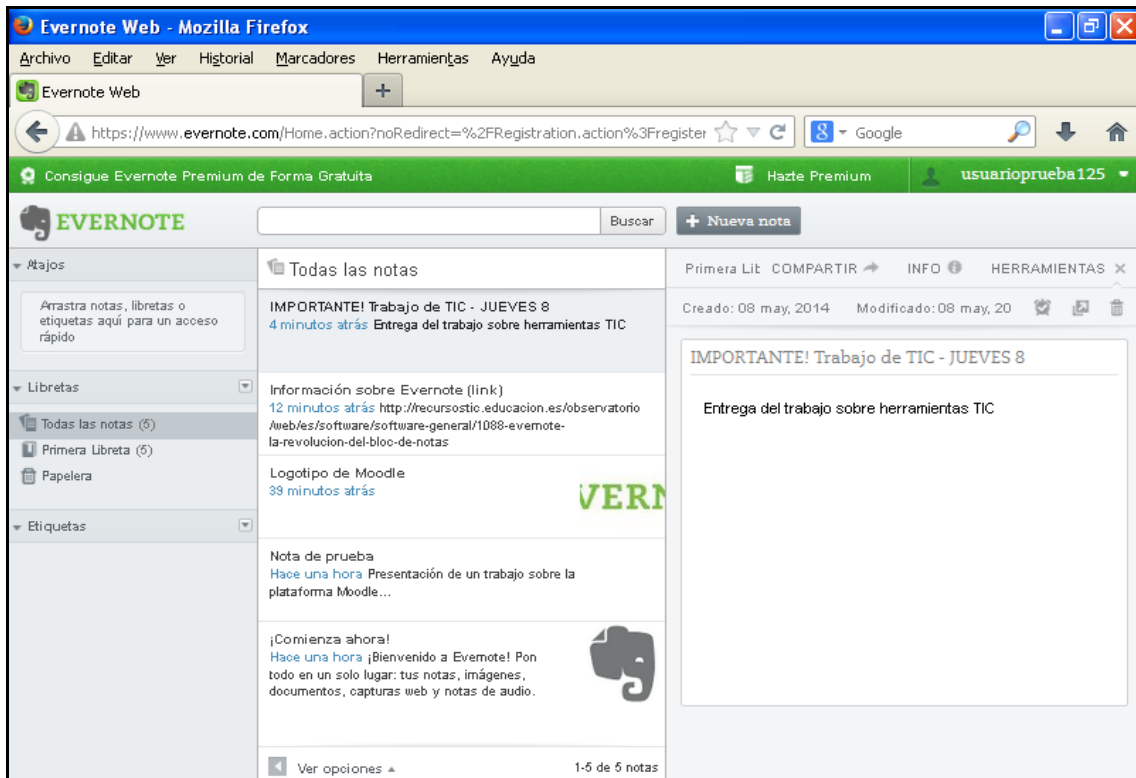 Evernote Web - Mozilla Firefox
Archivo Editar Ver Historial Marcadores Herramientas Ayuda
Evernote Web
https://www.evernote.com/Home.action?noRedirect=%2FRegistration.action%3Fregister
Google
Consigue Evernote Premium de Forma Gratuita
Hazte Premium
usuarioprueba125
EVERNOTE
Buscar
+ Nueva nota
Atajos
Arrastra notas, libretas o
etiquetas aquí para un acceso
rápido
Libretas
Todas las notas (5)
Primera Libreta (5)
Papelera
Etiquetas
Todas las notas
IMPORTANTE! Trabajo de TIC - JUEVES 8
4 minutos atrás Entrega del trabajo sobre herramientas TIC
Información sobre Evernote (link)
12 minutos atrás http://recursostic.educacion.es/observatorio
/web/es/software/software-general/1088-evernote-
la-revolucion-del-bloc-de-notas
Logotipo de Moodle
39 minutos atrás
VERN
Nota de prueba
Hace una hora Presentación de un trabajo sobre la
plataforma Moodle...
¡Comienza ahora!
Hace una hora ¡Bienvenido a Evernote! Pon
todo en un solo lugar: tus notas, imágenes,
documentos, capturas web y notas de audio.
Ver opciones
1-5 de 5 notas
Primera Lib COMPARTIR INFO HERRAMIENTAS
Creado: 08 may, 2014 Modificado: 08 may, 20
IMPORTANTE! Trabajo de TIC - JUEVES 8
Entrega del trabajo sobre herramientas TIC